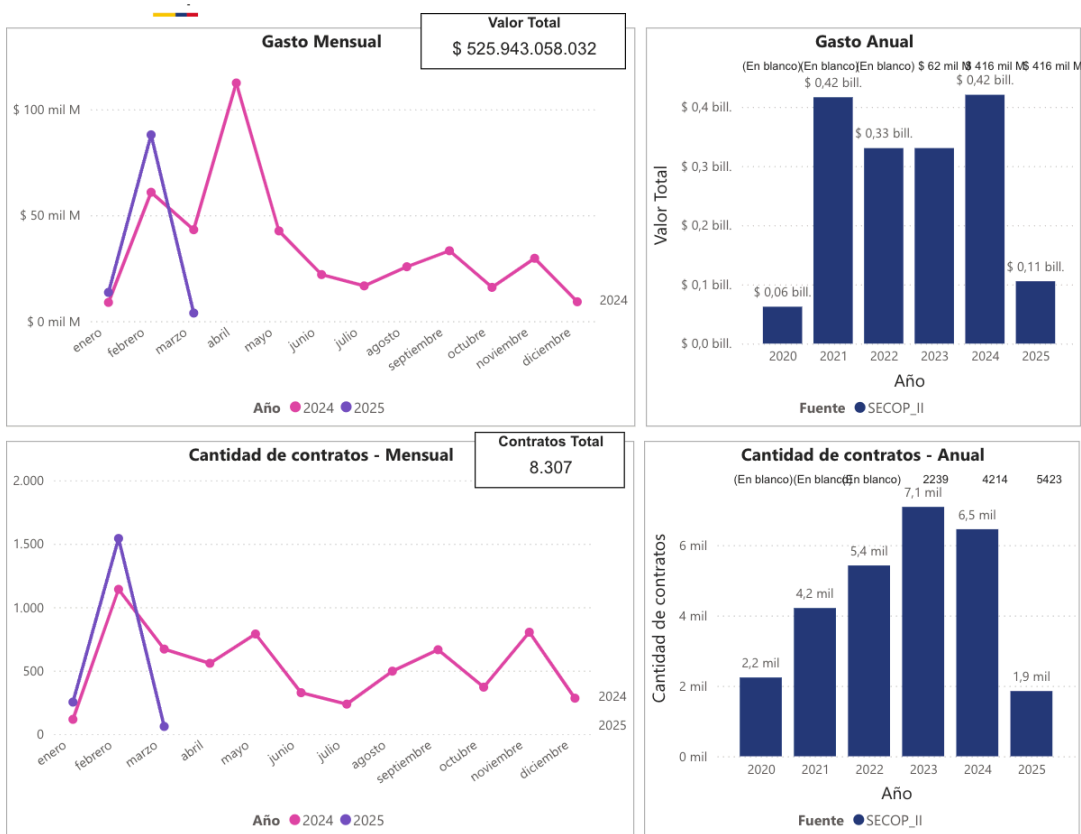 Gasto Mensual
Valor Total
$ 525.943.058.032
$ 100 mil M
$ 50 mil M
$ 0 mil M
enero
febrero
marzo
abril
mayo
junio
julio
agosto
septiembre
octubre
noviembre
diciembre
2024
Año 2024 2025
Gasto Anual
(En blanco) (En blanco) (En blanco) $ 62 mil M $ 416 mil M $ 416 mil M
$ 0,06 bill.
$ 0,42 bill.
$ 0,33 bill.
$ 0,42 bill.
$ 0,11 bill.
Valor Total
$ 0,4 bill.
$ 0,3 bill.
$ 0,2 bill.
$ 0,1 bill.
$ 0,0 bill.
2020 2021 2022 2023 2024 2025
Año
Fuente SECOP_II
Cantidad de contratos - Mensual
Contratos Total
8.307
2.000
1.500
1.000
500
0
enero
febrero
marzo
abril
mayo
junio
julio
agosto
septiembre
octubre
noviembre
diciembre
2024
2025
Año 2024 2025
Cantidad de contratos - Anual
(En blanco) (En blanco) (En blanco) 2239 4214 5423
2,2 mil
4,2 mil
5,4 mil
7,1 mil
6,5 mil
1,9 mil
Cantidad de contratos
6 mil
4 mil
2 mil
0 mil
2020 2021 2022 2023 2024 2025
Año
Fuente SECOP_II